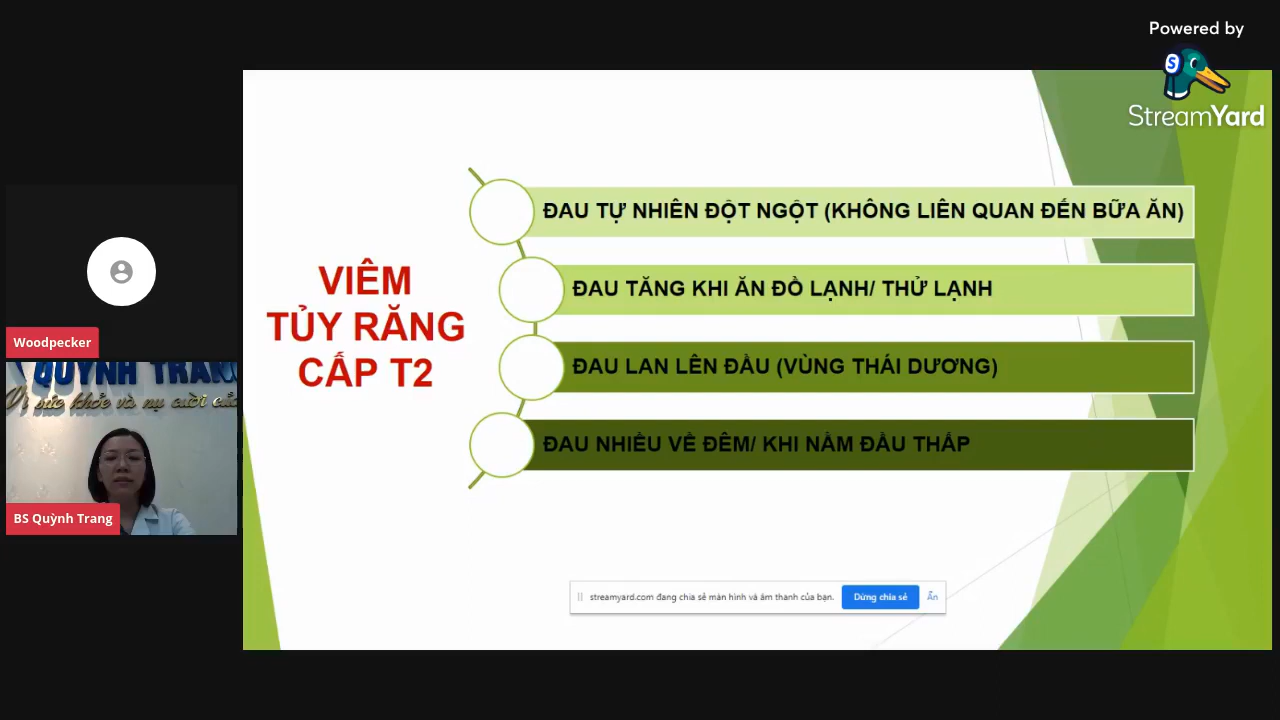 Powered by
StreamYard
ĐAU TỰ NHIÊN ĐỘT NGỘT (KHÔNG LIÊN QUAN ĐẾN BỮA ĂN)
ĐAU TĂNG KHI ĂN ĐỒ LẠNH/ THỬ LẠNH
VIÊM
TỦY RĂNG
CẤP T2
ĐAU LAN LÊN ĐẦU (VÙNG THÁI DƯƠNG)
ĐAU NHIỀU VỀ ĐÊM/ KHI NẰM ĐẦU THẤP
Woodpecker
QUỲNH TRAN
Vì sức khỏe và nụ cười củ
BS Quỳnh Trang
streamyard.com đang chia sẻ màn hình và âm thanh của bạn.
Dừng chia sẻ
Ẩn